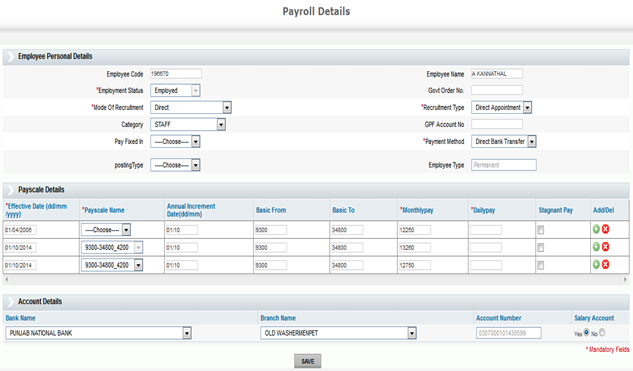 Payroll Details
Employee Personal Details
Employee Code 196670 Employee Name A KANNATHAL
*Employment Status Employed Govt Order No.
*Mode Of Recruitment Direct *Recruitment Type Direct Appointment
Category STAFF GPF Account No
Pay Fixed In ----Choose---- *Payment Method Direct Bank Transfer
postingType ----Choose---- Employee Type Permanent
Payscale Details
*Effective Date (dd/mm/yyyy) *Payscale Name Annual Increment Date(dd/mm) Basic From Basic To *Monthlypay *Dailypay Stagnant Pay Add/Del
01/04/2006 ----Choose---- 01/10 9300 34800 12250
01/10/2014 9300-34800_4200 01/10 9300 34800 13260
01/10/2014 9300-34800_4200 01/10 9300 34800 12750
Account Details
Bank Name Branch Name Account Number Salary Account
PUNJAB NATIONAL BANK OLD WASHERMENPET 0307000101430599 Yes No
* Mandatory Fields
SAVE